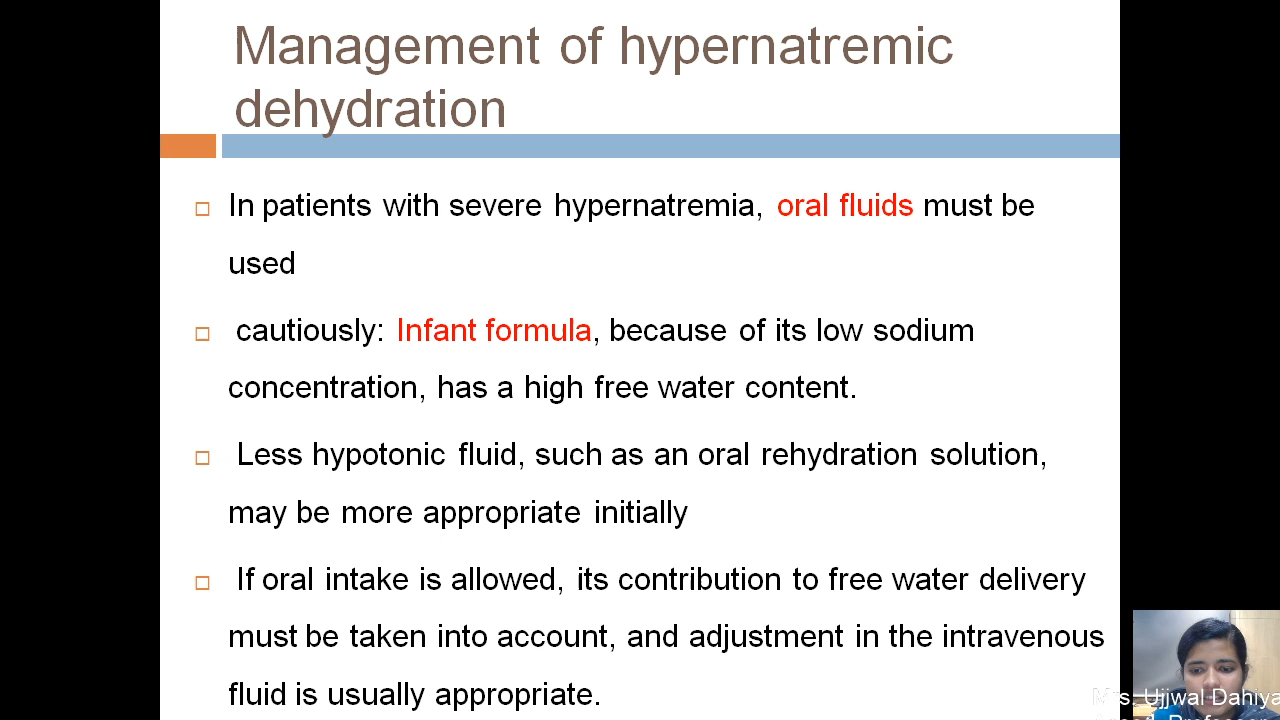 Management of hypernatremic
dehydration
In patients with severe hypernatremia, oral fluids must be
used
cautiously: Infant formula, because of its low sodium
concentration, has a high free water content.
Less hypotonic fluid, such as an oral rehydration solution,
may be more appropriate initially
If oral intake is allowed, its contribution to free water delivery
must be taken into account, and adjustment in the intravenous
fluid is usually appropriate.
Mrs. Ujjwal Dahiya